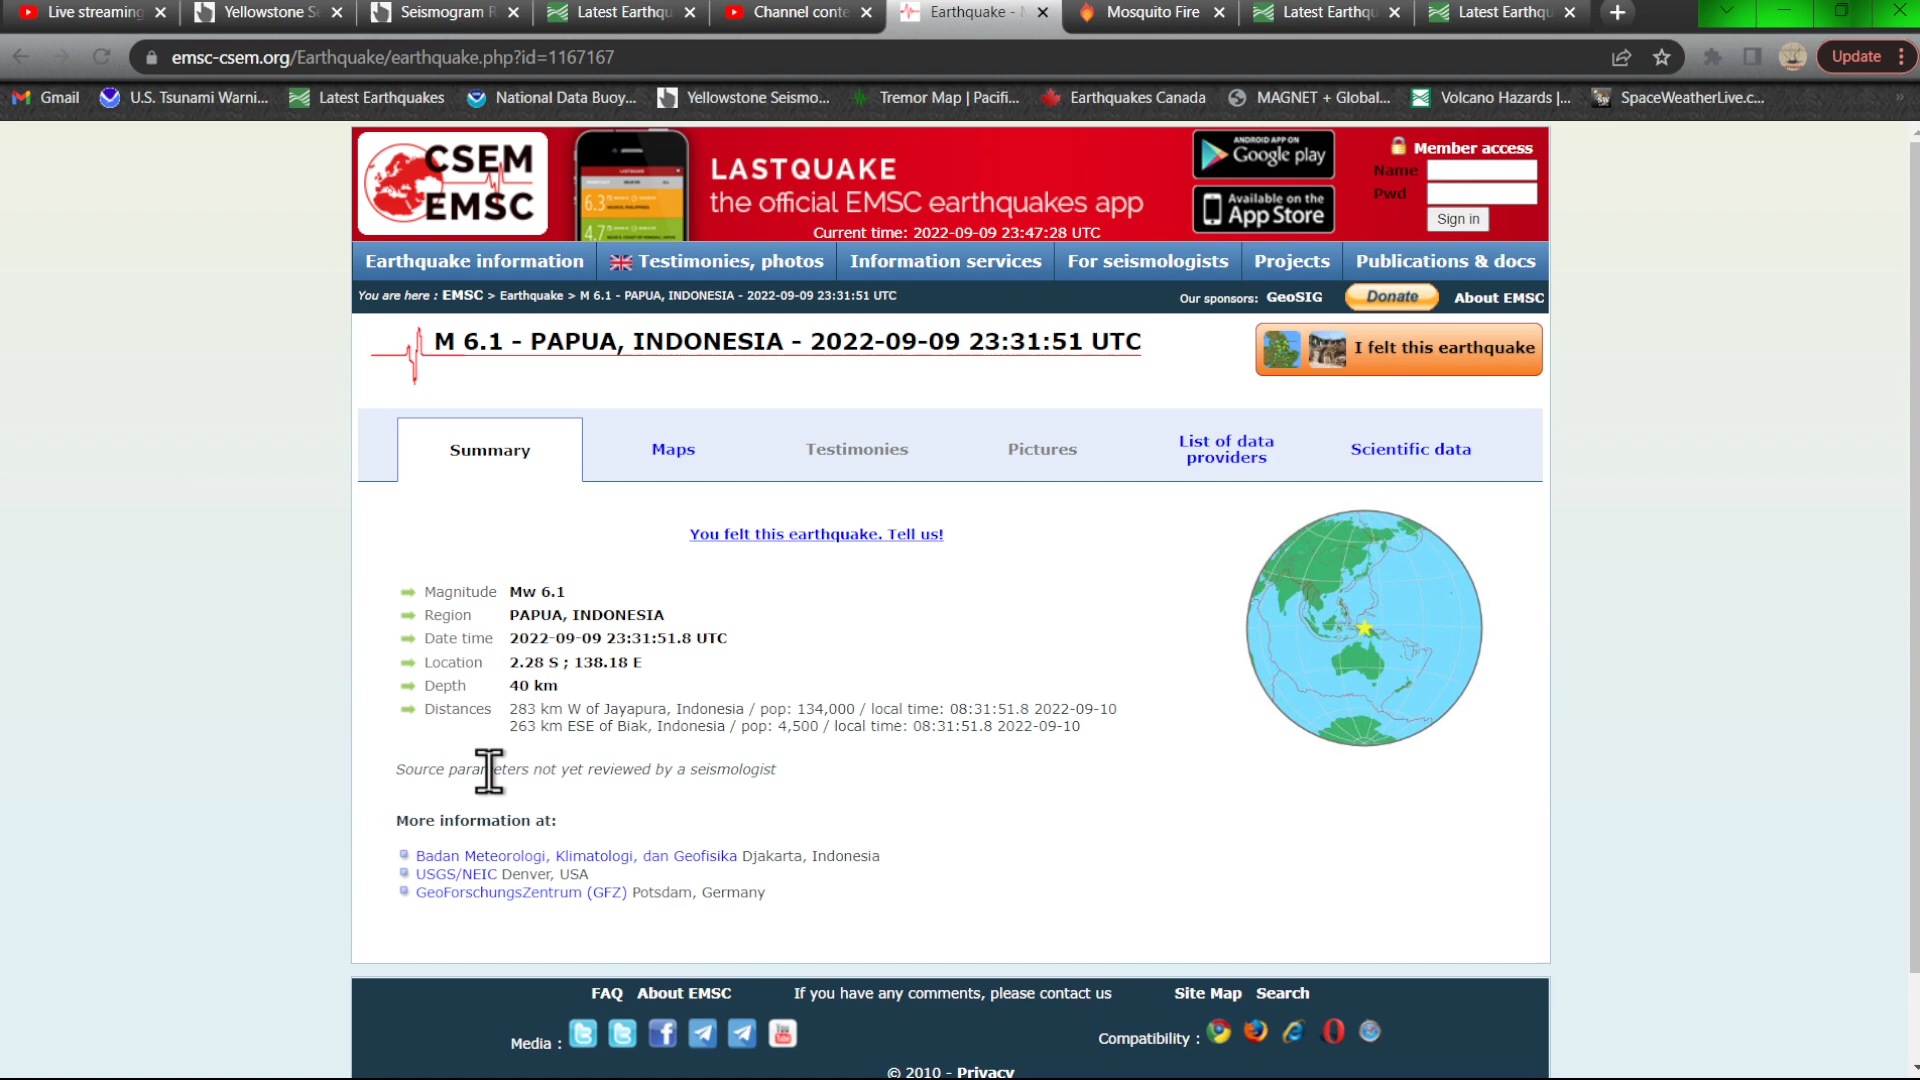 Live streaming
Yellowstone S
Seismogram R
Latest Earthqu
Channel conte
Earthquake -
Mosquito Fire
Latest Earthqu
Latest Earthqu
emsc-csem.org/Earthquake/earthquake.php?id=1167167
Update
Gmail
U.S. Tsunami Warni...
Latest Earthquakes
National Data Buoy...
Yellowstone Seismo...
Tremor Map | Pacifi...
Earthquakes Canada
MAGNET + Global...
Volcano Hazards |...
SpaceWeatherLive.c...
CSEM
EMSC
LASTQUAKE
6.3
4.7
LASTQUAKE
the official EMSC earthquakes app
Current time: 2022-09-09 23:47:28 UTC
ANDROID APP ON
Google play
Available on the
App Store
Member access
Name
Pwd
Sign in
Earthquake information
Testimonies, photos
Information services
For seismologists
Projects
Publications & docs
You are here : EMSC > Earthquake > M 6.1 - PAPUA, INDONESIA - 2022-09-09 23:31:51 UTC
Our sponsors: GeoSIG
Donate
About EMSC
M 6.1 - PAPUA, INDONESIA - 2022-09-09 23:31:51 UTC
I felt this earthquake
Summary
Maps
Testimonies
Pictures
List of data
providers
Scientific data
You felt this earthquake. Tell us!
Magnitude Mw 6.1
Region PAPUA, INDONESIA
Date time 2022-09-09 23:31:51.8 UTC
Location 2.28 S ; 138.18 E
Depth 40 km
Distances 283 km W of Jayapura, Indonesia / pop: 134,000 / local time: 08:31:51.8 2022-09-10
263 km ESE of Biak, Indonesia / pop: 4,500 / local time: 08:31:51.8 2022-09-10
Source parameters not yet reviewed by a seismologist
More information at:
Badan Meteorologi, Klimatologi, dan Geofisika Djakarta, Indonesia
USGS/NEIC Denver, USA
GeoForschungsZentrum (GFZ) Potsdam, Germany
FAQ About EMSC
If you have any comments, please contact us
Site Map Search
Media :
You
Compatibility :
© 2010 - Privacy